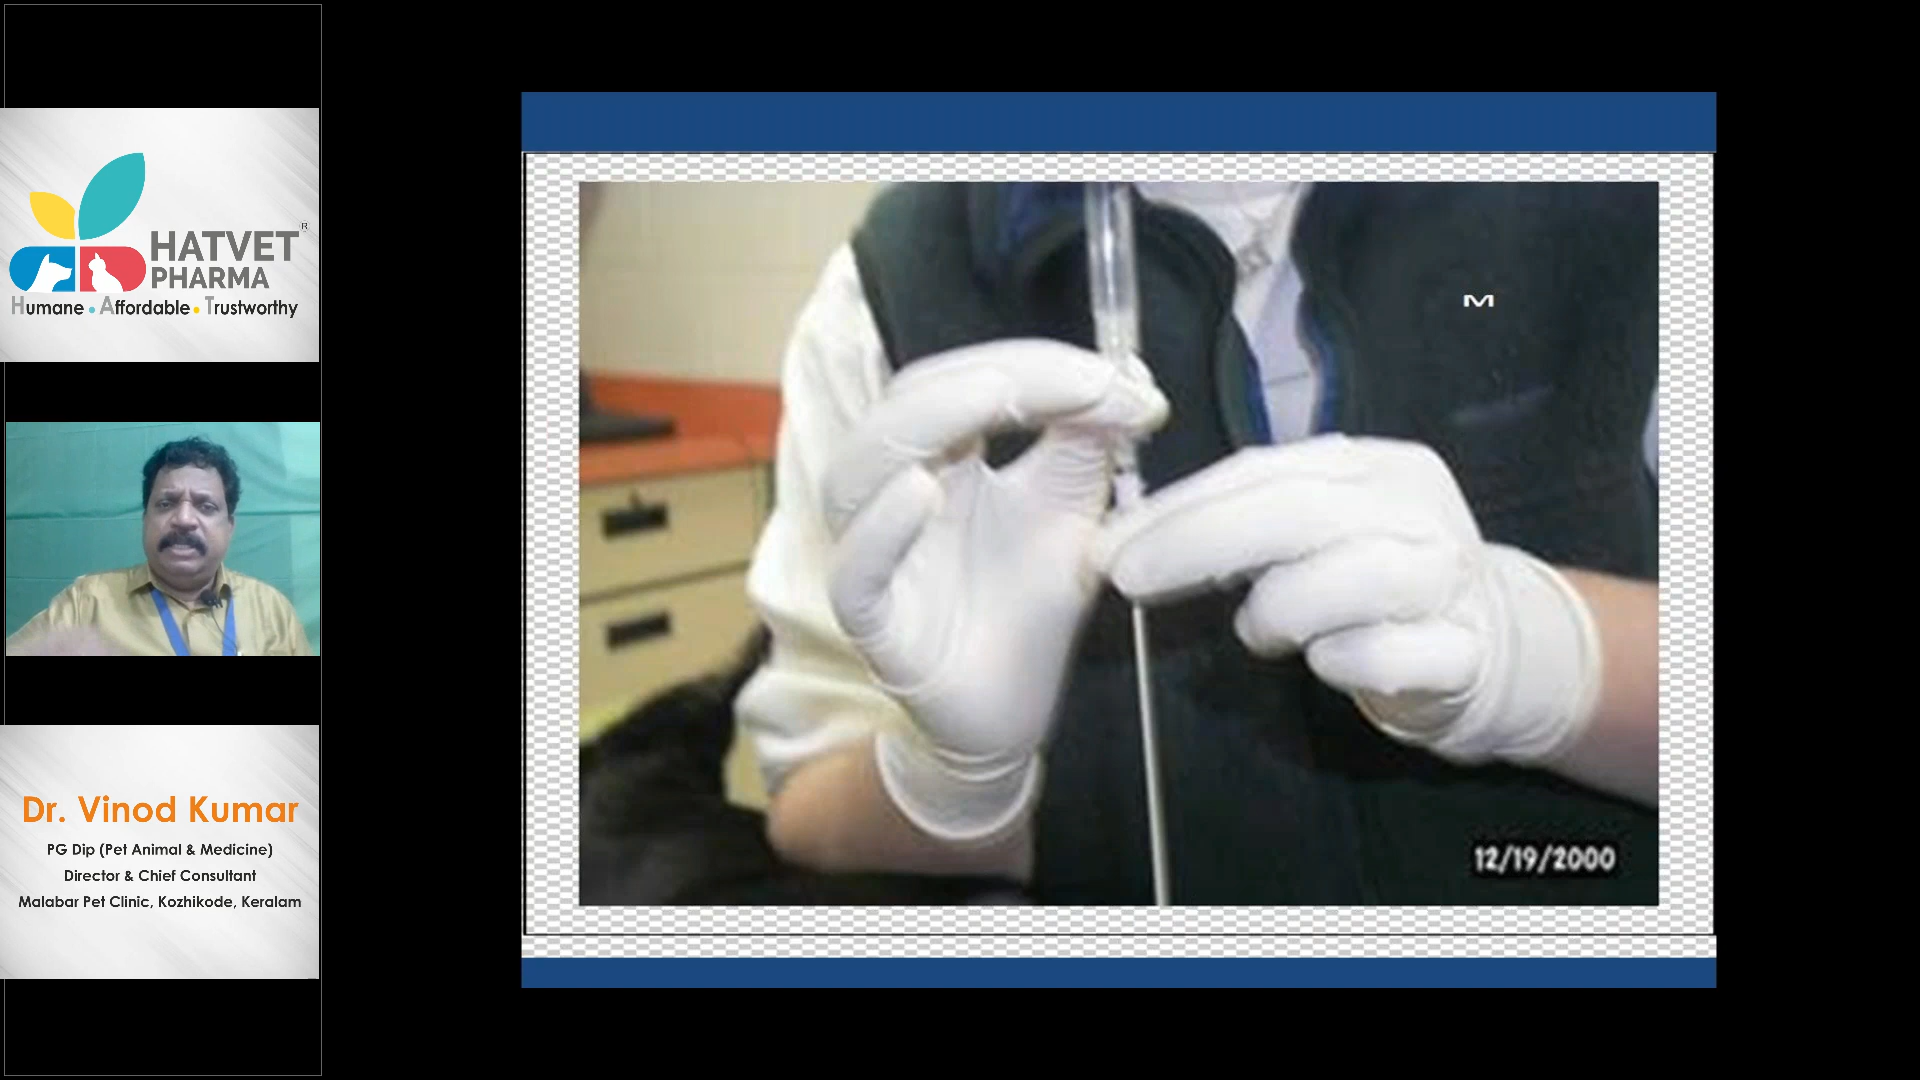 HATVET®
PHARMA
Humane • Affordable • Trustworthy
Dr. Vinod Kumar
PG Dip (Pet Animal & Medicine)
Director & Chief Consultant
Malabar Pet Clinic, Kozhikode, Keralam
M
12/19/2000